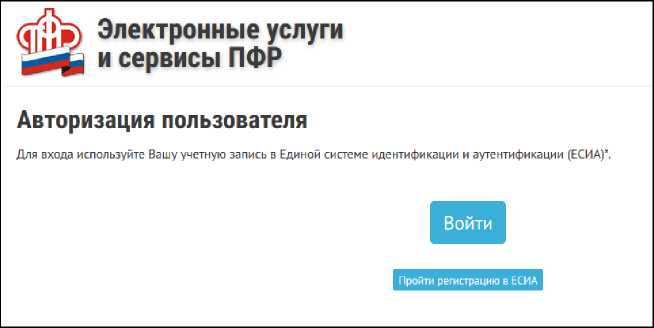 Электронные услуги
и сервисы ПФР
Авторизация пользователя
Для входа используйте Вашу учетную запись в Единой системе идентификации и аутентификации (ЕСИА)*.
Войти
Пройти регистрацию в ЕСИА